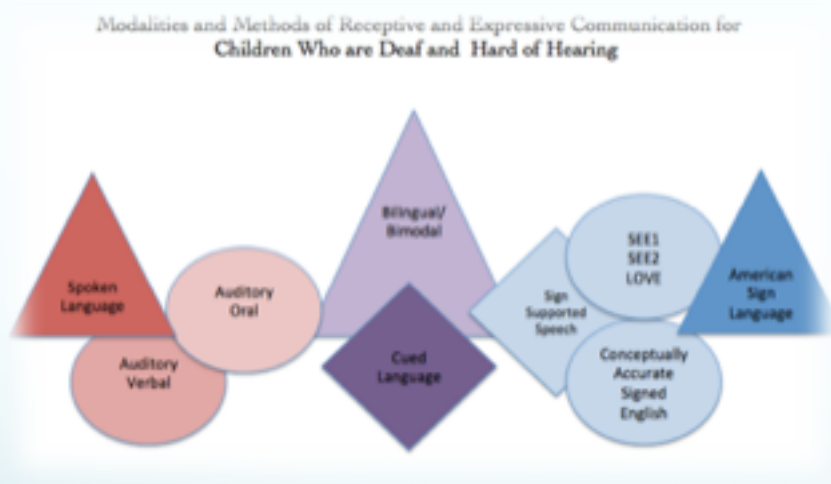 Modalities and Methods of Receptive and Expressive Communication for
Children Who are Deaf and Hard of Hearing
Spoken
Language
Auditory
Verbal
Auditory
Oral
Bilingual/
Bimodal
Cued
Language
Sign
Supported
Speech
SEE1
SEE2
LOVE
Conceptually
Accurate
Signed
English
American
Sign
Language